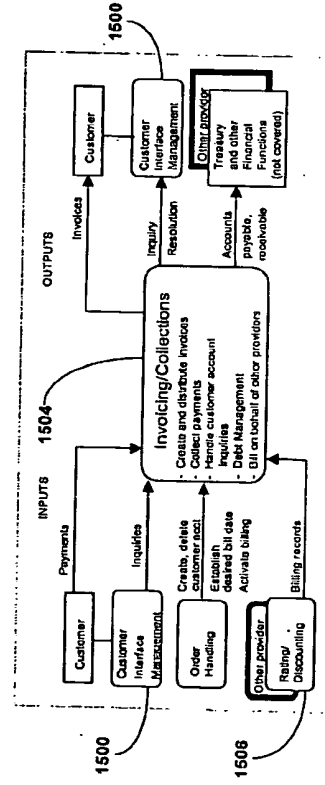 INPUTS
OUTPUTS
1504
1500
Customer
Payments
Invoices
Customer
Customer
Interface
Management
Inquiries
Inquiry
Resolution
Customer
Interface
Management
1500
Invoicing/Collections
- Create and distribute invoices
- Collect payments
- Handle customer account
inquiries
- Debt Management
- Bill on behalf of other providers
Order
Handling
Create, delete
customer acct
Establish
desired bill date
Activate billing
Accounts
payable,
receivable
Other provider
Treasury
and other
Financial
Functions
(not covered)
Other provider
Rating/
Discounting
Billing records
1506